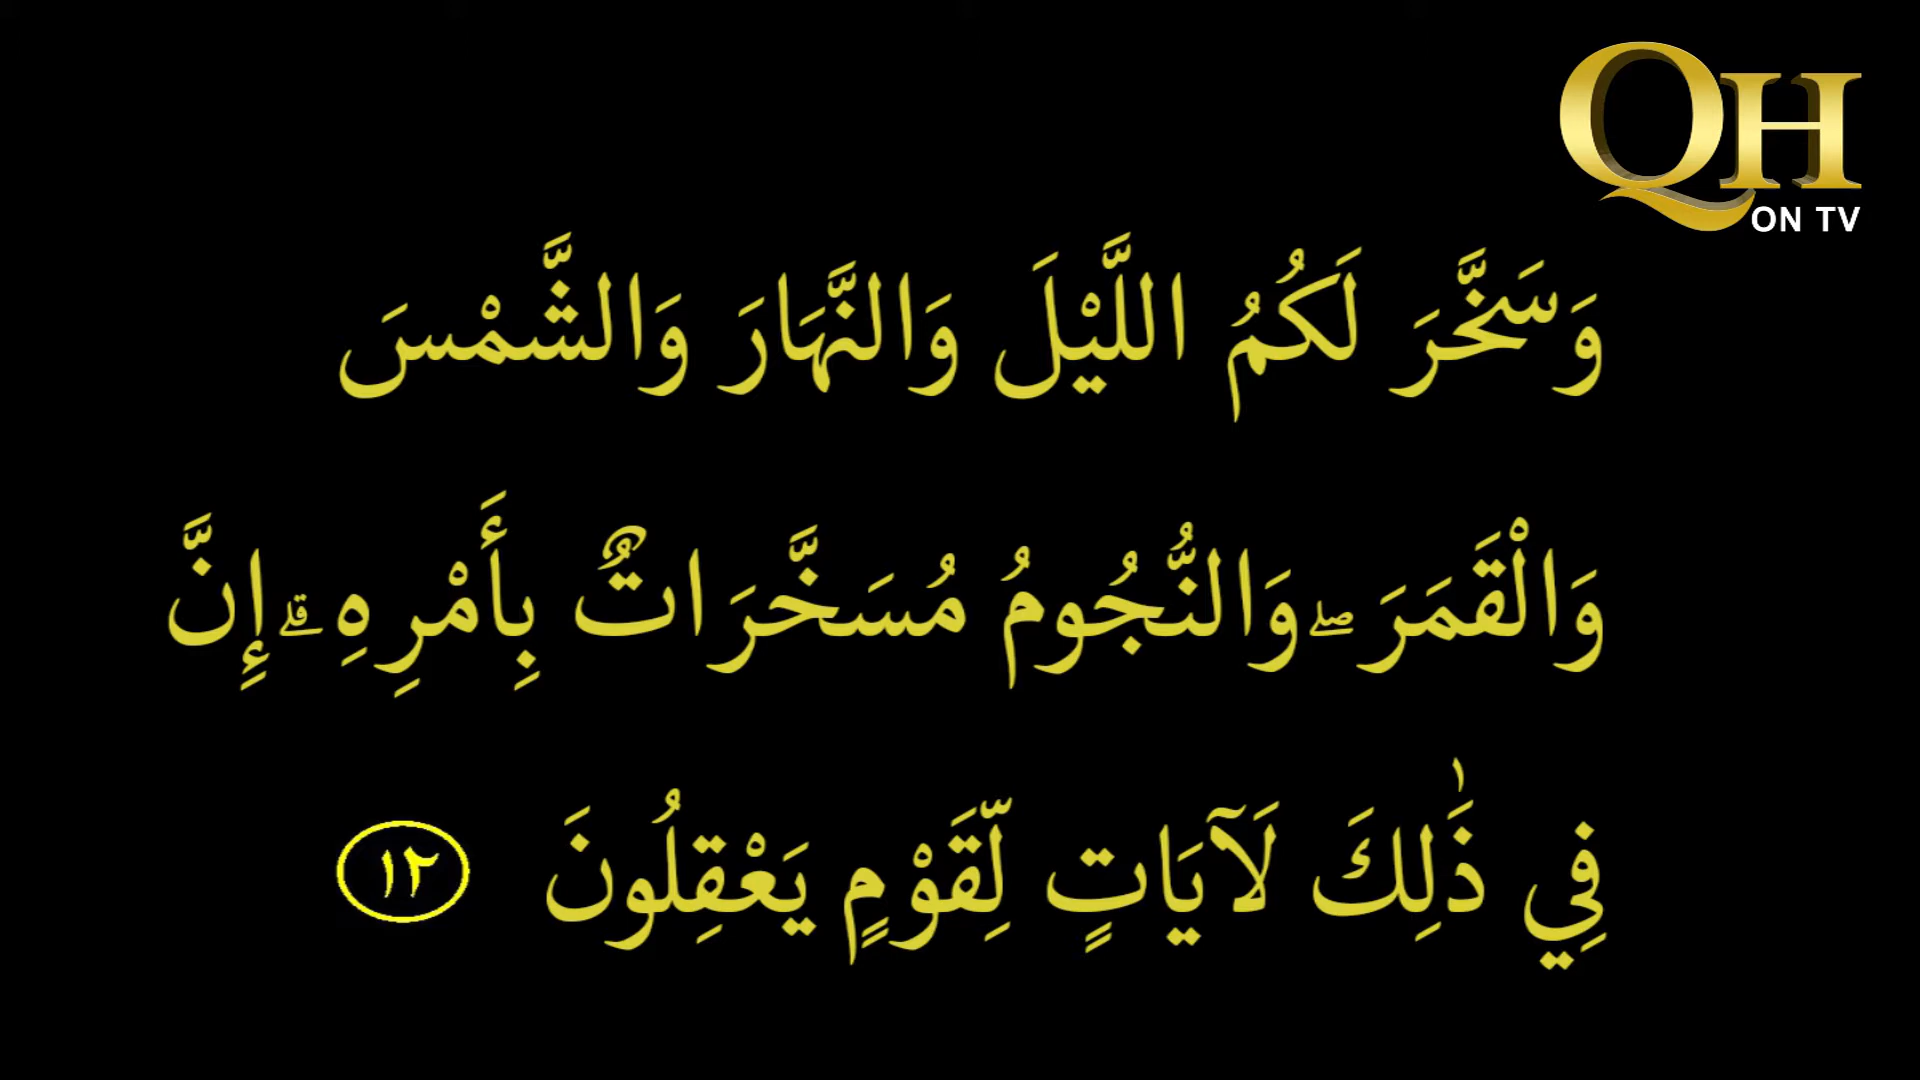 QH
ON TV
وَسَخَّرَ لَكُمُ اللَّيْلَ وَالنَّهَارَ وَالشَّمْسَ
وَالْقَمَرَ ۖ وَالنُّجُومُ مُسَخَّرَاتٌ بِأَمْرِهِ ۗ إِنَّ
فِي ذَٰلِكَ لَآيَاتٍ لِّقَوْمٍ يَعْقِلُونَ ١٢